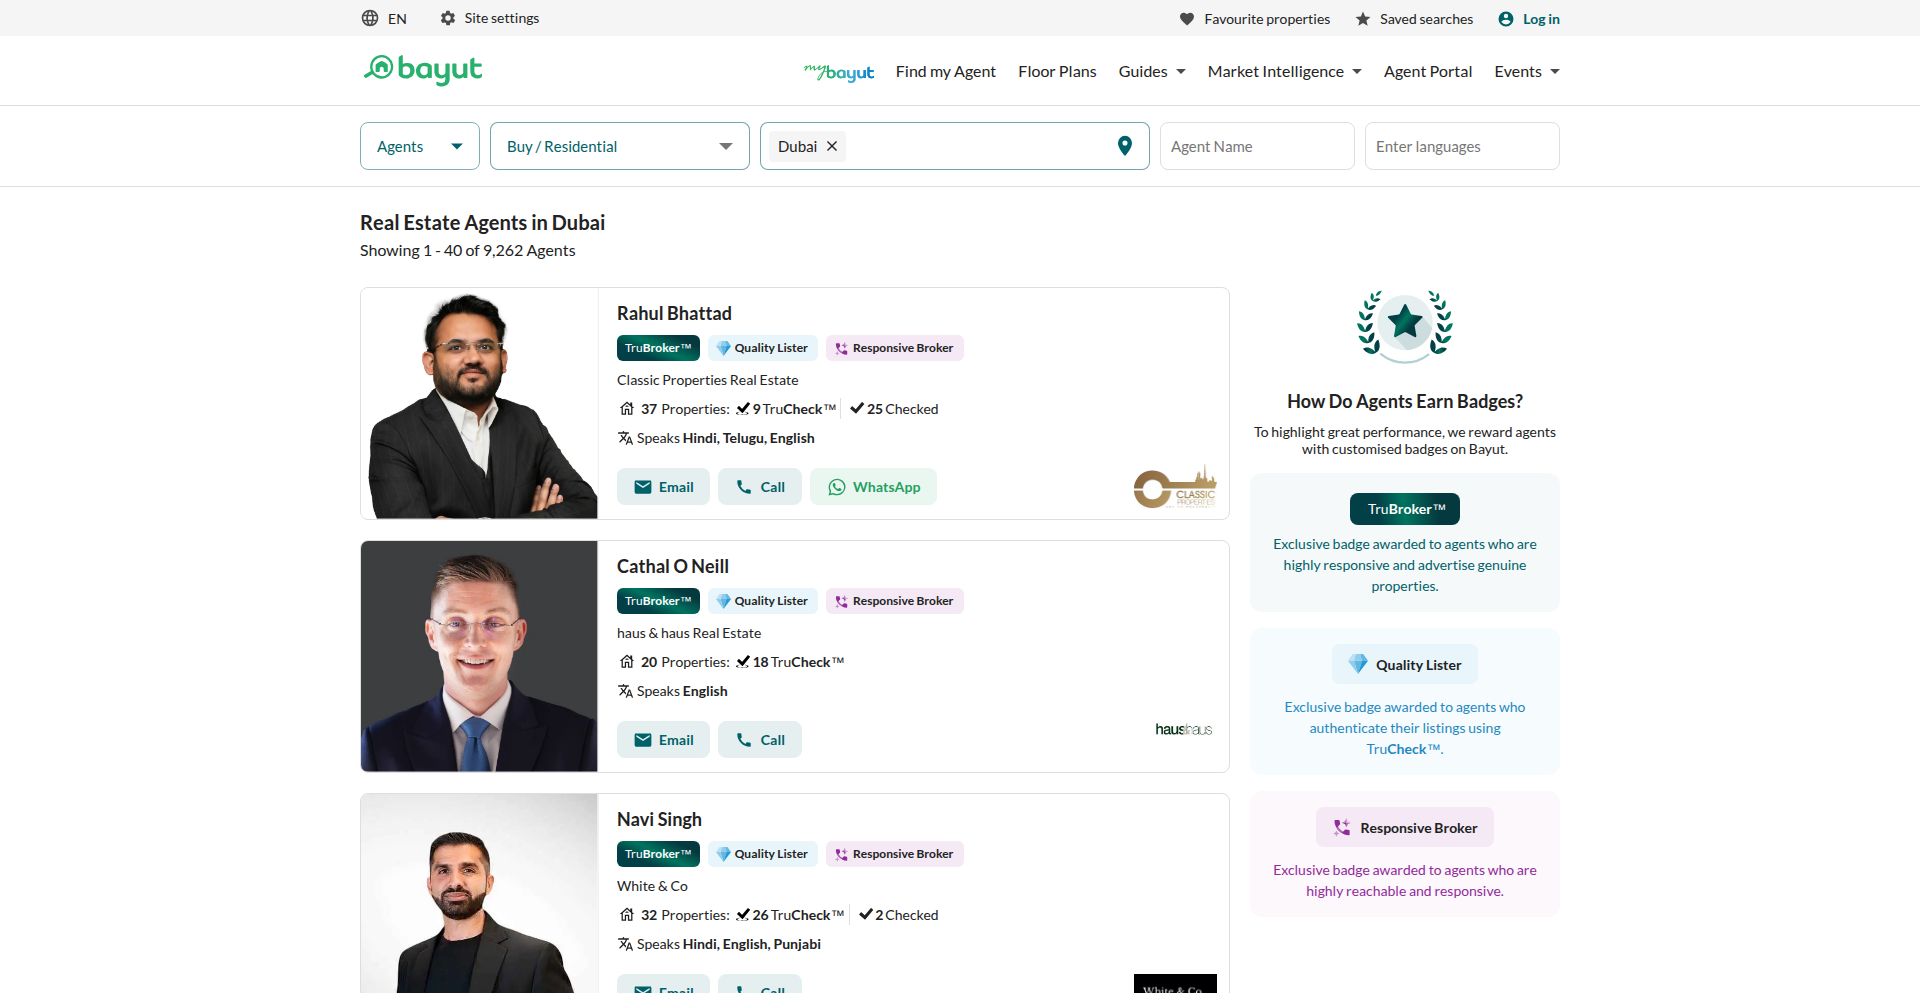 EN
Site settings
Favourite properties
Saved searches
Log in
bayut
mybayut
Find my Agent
Floor Plans
Guides
Market Intelligence
Agent Portal
Events
Agents
Buy / Residential
Dubai
Agent Name
Enter languages
Real Estate Agents in Dubai
Showing 1 - 40 of 9,262 Agents
Rahul Bhattad
TruBroker™ Quality Lister Responsive Broker
Classic Properties Real Estate
37 Properties: 9 TruCheck™ 25 Checked
Speaks Hindi, Telugu, English
Email Call WhatsApp
CLASSIC
PROPERTIES
Cathal O Neill
TruBroker™ Quality Lister Responsive Broker
haus & haus Real Estate
20 Properties: 18 TruCheck™
Speaks English
Email Call
haus&haus
Navi Singh
TruBroker™ Quality Lister Responsive Broker
White & Co
32 Properties: 26 TruCheck™ 2 Checked
Speaks Hindi, English, Punjabi
Email Call
White & Co
How Do Agents Earn Badges?
To highlight great performance, we reward agents
with customised badges on Bayut.
TruBroker™
Exclusive badge awarded to agents who are
highly responsive and advertise genuine
properties.
Quality Lister
Exclusive badge awarded to agents who
authenticate their listings using
TruCheck™.
Responsive Broker
Exclusive badge awarded to agents who are
highly reachable and responsive.